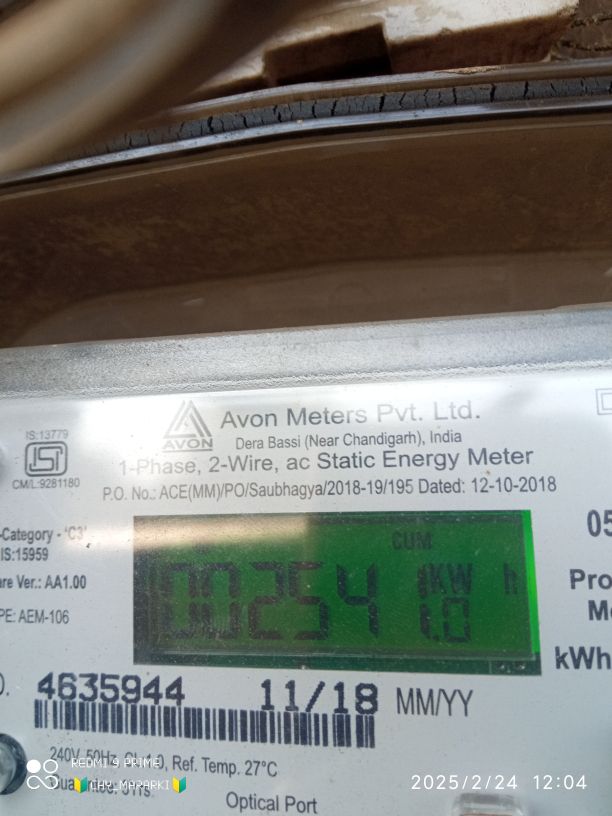 Avon Meters Pvt. Ltd.
AVON
Dera Bassi (Near Chandigarh), India
1-Phase, 2-Wire, ac Static Energy Meter
P.O. No.: ACE(MM)/PO/Saubhagya/2018-19/195 Dated: 12-10-2018
IS:13779
ISI
CM/L:9281180
-Category - 'C3'
IS:15959
are Ver.: AA1.00
PE: AEM-106
CUM
KW h
1.0
05
Pro
kWh
4635944 11/18 MM/YY
240V, 50Hz, Cl. 1.0, Ref. Temp. 27°C
Optical Port
REDMI 9 PRIME
2025/2/24 12:04